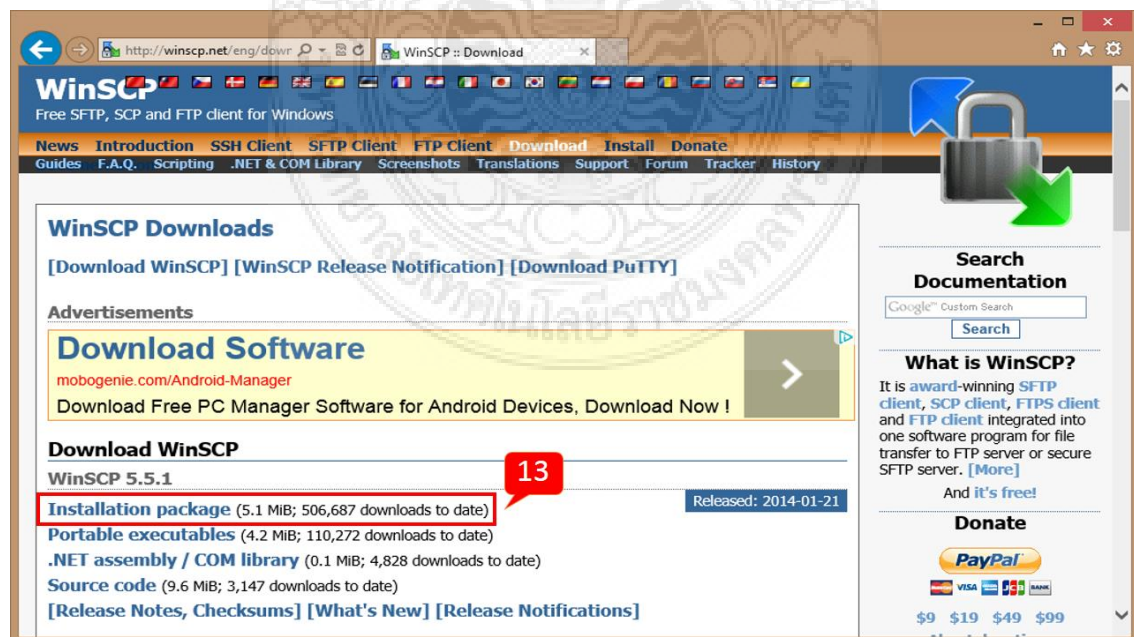 http://winscp.net/eng/dowr
WinSCP :: Download
WinSCP
Free SFTP, SCP and FTP client for Windows
News Introduction SSH Client SFTP Client FTP Client Download Install Donate
Guides F.A.Q. Scripting .NET & COM Library Screenshots Translations Support Forum Tracker History
WinSCP Downloads
[Download WinSCP] [WinSCP Release Notification] [Download PuTTY]
Advertisements
Download Software
mobogenie.com/Android-Manager
Download Free PC Manager Software for Android Devices, Download Now !
Download WinSCP
WinSCP 5.5.1
13
Installation package (5.1 MiB; 506,687 downloads to date)
Released: 2014-01-21
Portable executables (4.2 MiB; 110,272 downloads to date)
.NET assembly / COM library (0.1 MiB; 4,828 downloads to date)
Source code (9.6 MiB; 3,147 downloads to date)
[Release Notes, Checksums] [What's New] [Release Notifications]
Search
Documentation
Google™ Custom Search
Search
What is WinSCP?
It is award-winning SFTP
client, SCP client, FTPS client
and FTP client integrated into
one software program for file
transfer to FTP server or secure
SFTP server. [More]
And it's free!
Donate
PayPal
VISA
BANK
$9 $19 $49 $99